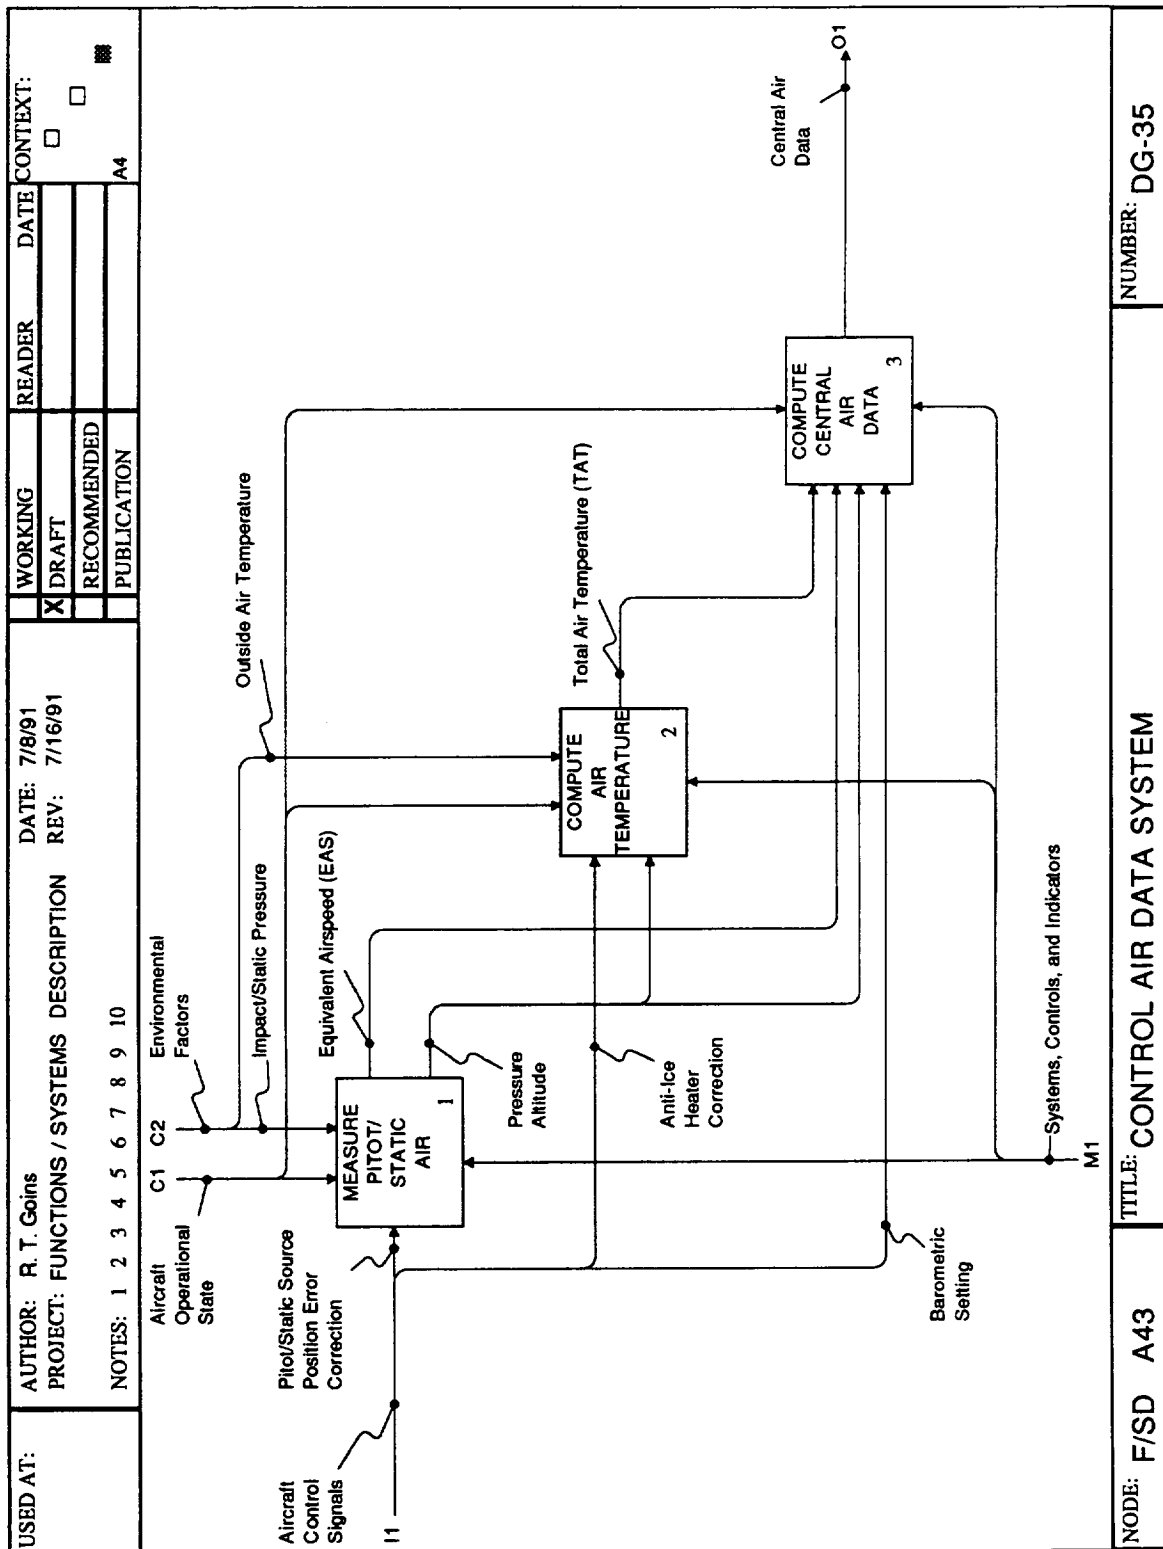 USED AT:
AUTHOR: R. T. Goins
DATE: 7/8/91
PROJECT: FUNCTIONS / SYSTEMS DESCRIPTION
REV: 7/16/91
NOTES: 1 2 3 4 5 6 7 8 9 10
WORKING
X DRAFT
RECOMMENDED
PUBLICATION
READER
DATE
CONTEXT:
A4
Aircraft
Operational
State
C1
C2
Environmental
Factors
Impact/Static Pressure
Outside Air Temperature
Aircraft
Control
Signals
I1
Pitot/Static Source
Position Error
Correction
MEASURE
PITOT/
STATIC
AIR
1
Equivalent Airspeed (EAS)
Pressure
Altitude
COMPUTE
AIR
TEMPERATURE
2
Total Air Temperature (TAT)
Anti-Ice
Heater
Correction
COMPUTE
CENTRAL
AIR
DATA
3
Central Air
Data
O1
Barometric
Setting
Systems, Controls, and Indicators
M1
NODE: F/SD A43
TITLE: CONTROL AIR DATA SYSTEM
NUMBER: DG-35